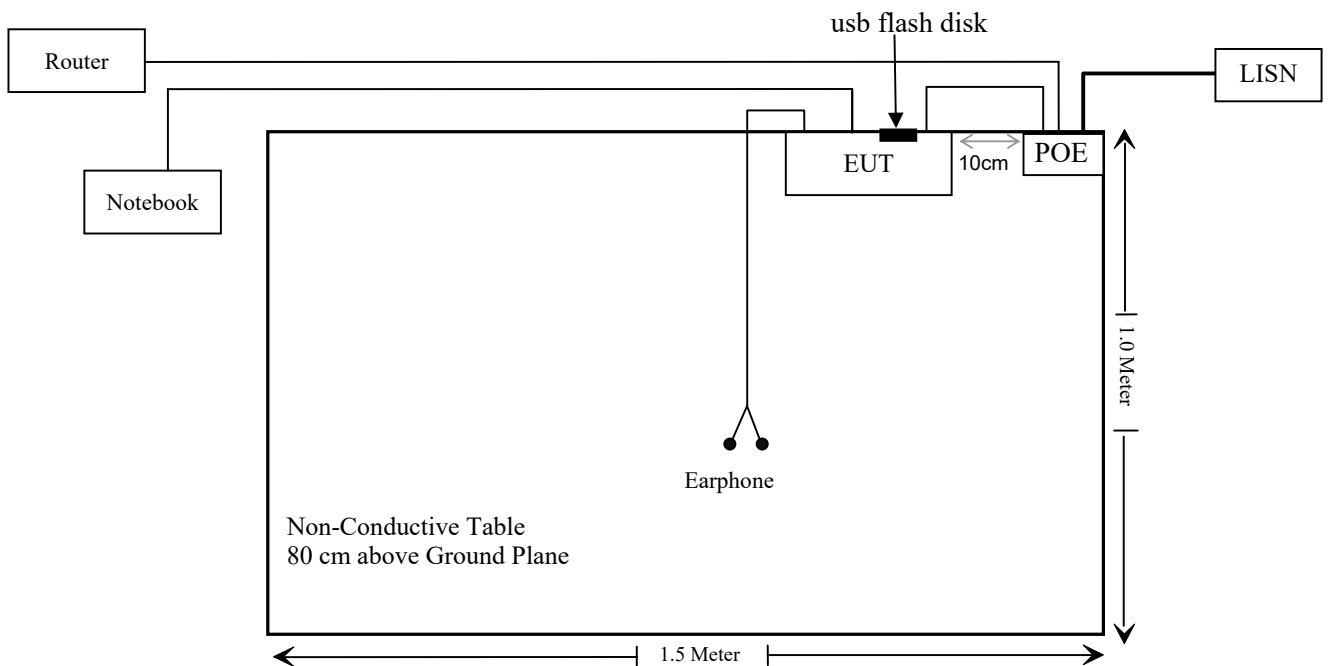 usb flash disk
Router
LISN
EUT
10cm
POE
Notebook
1.0 Meter
Earphone
Non-Conductive Table
80 cm above Ground Plane
1.5 Meter